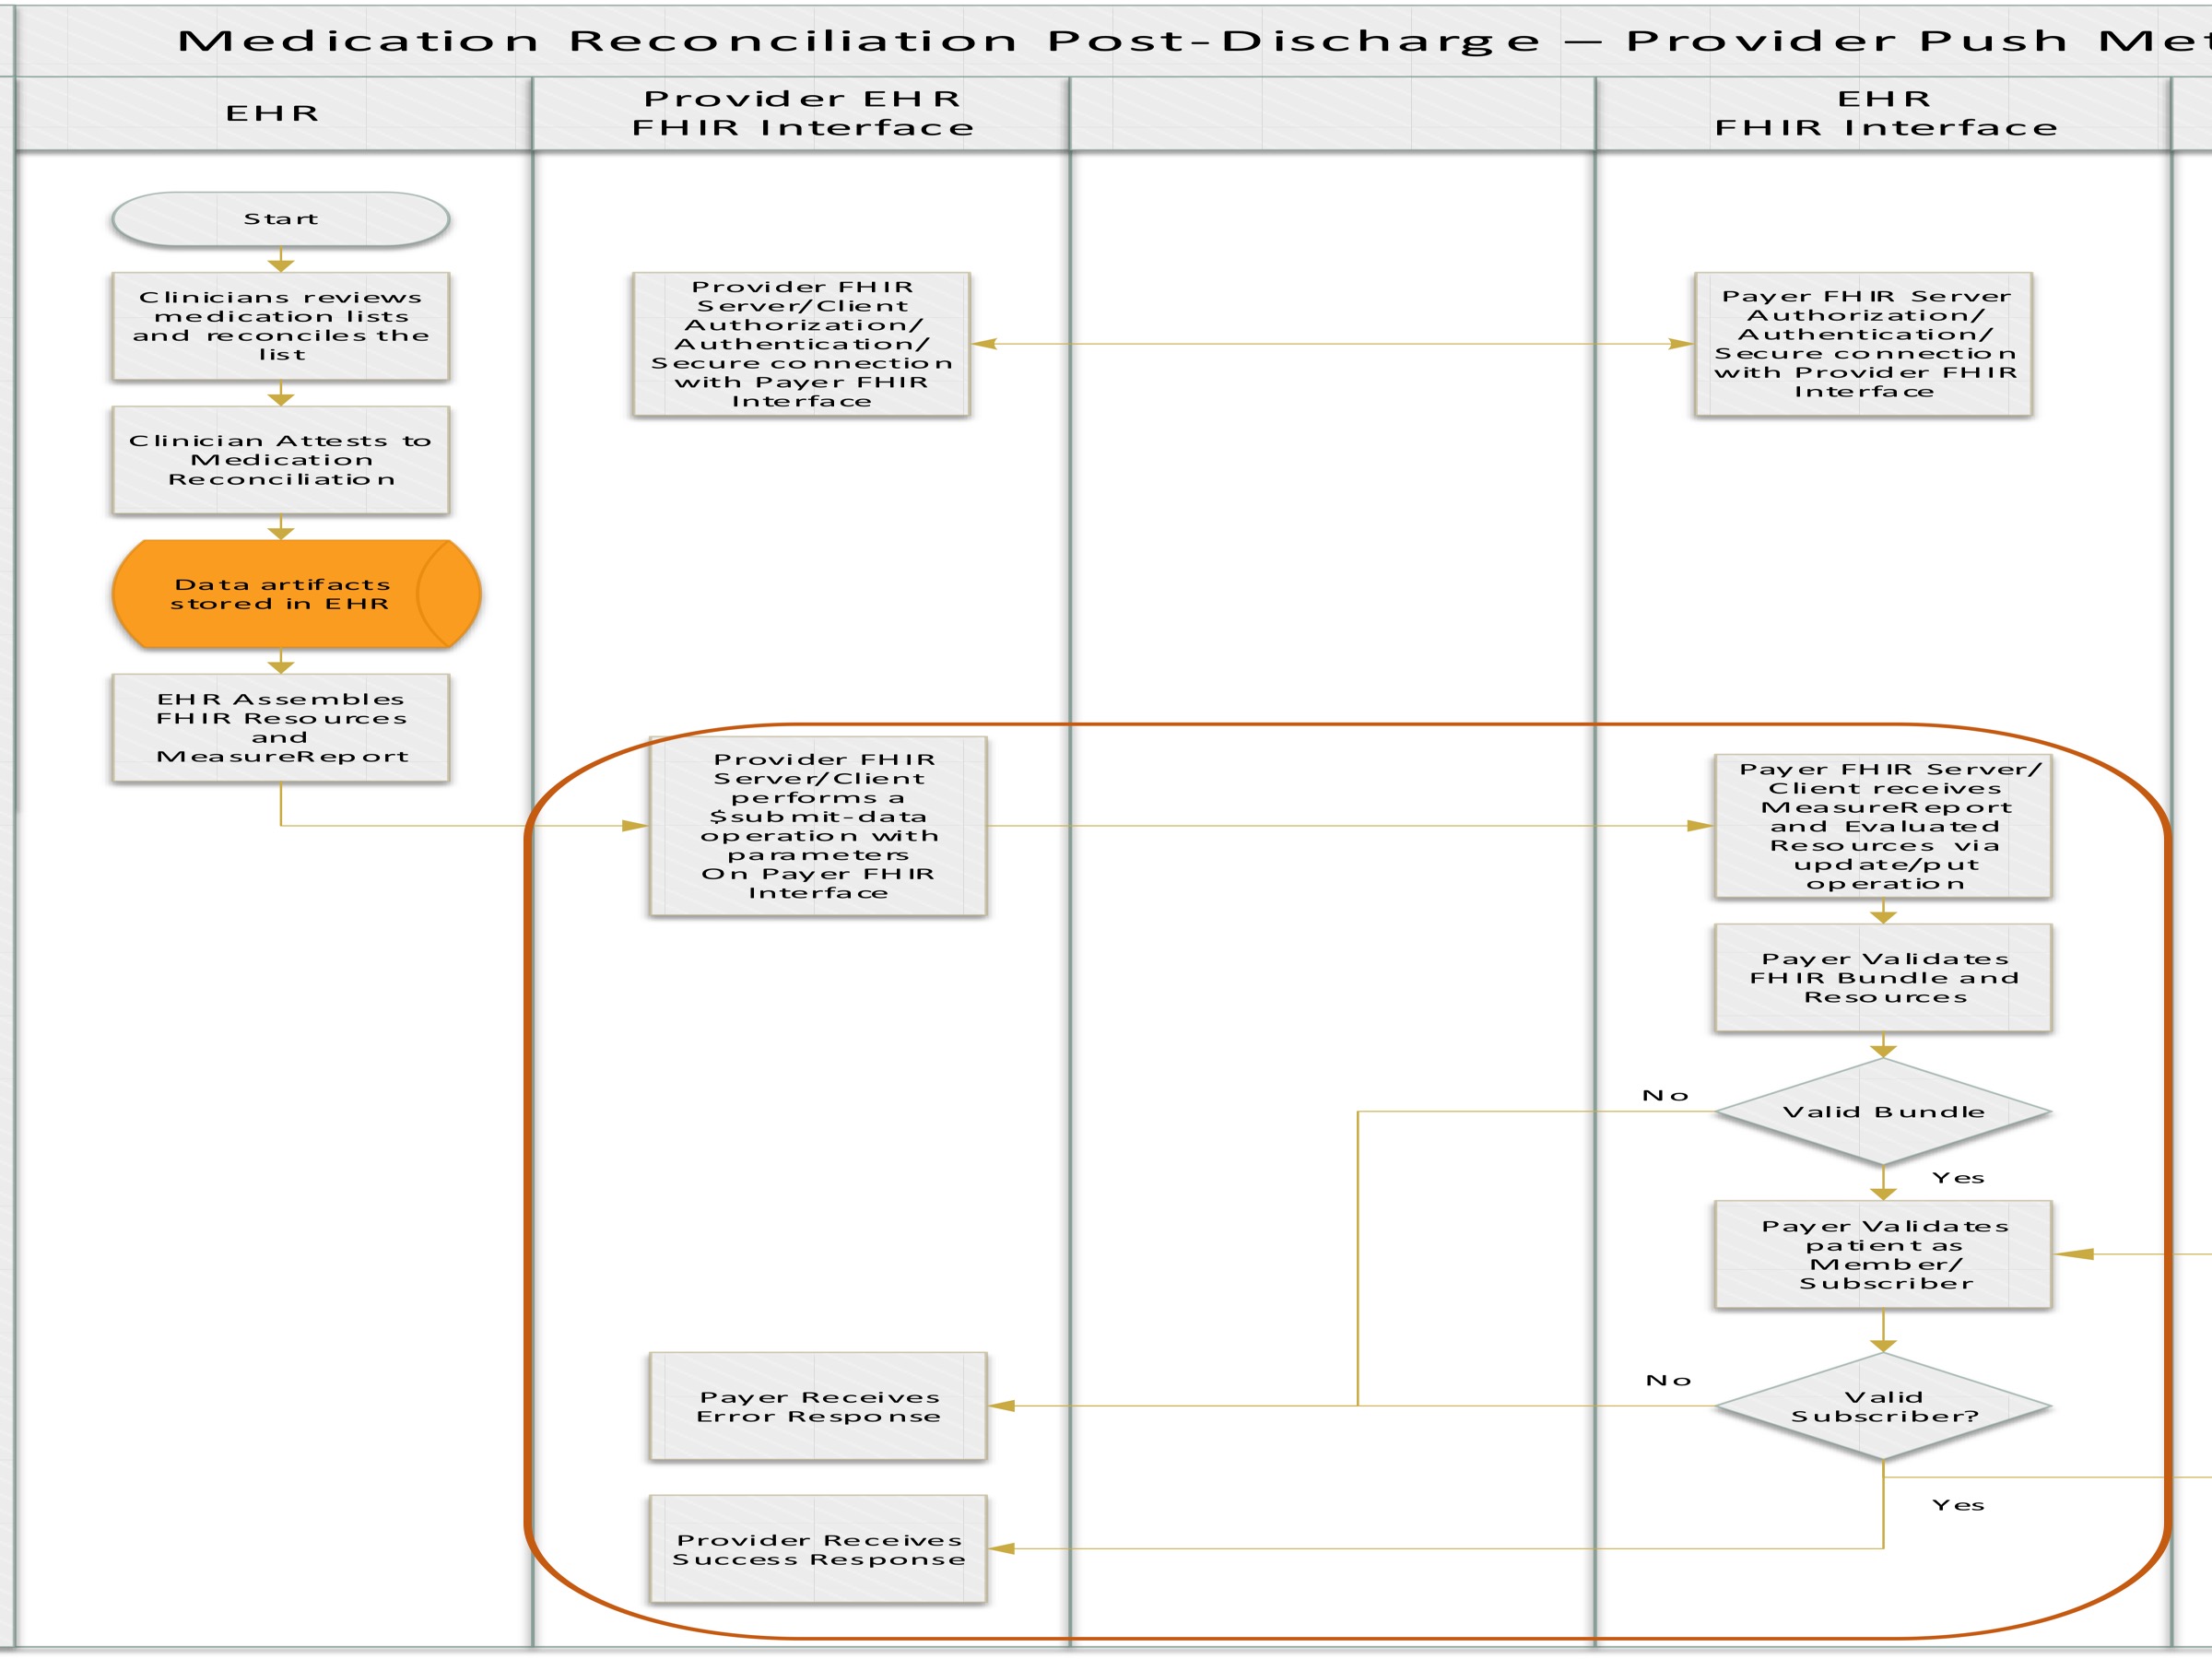 Medication Reconciliation Post-Discharge – Provider Push
EHR
Provider EHR
FHIR Interface
EHR
FHIR Interface
Start
Clinicians reviews
medication lists
and reconciles the
list
Clinician Attests to
Medication
Reconciliation
Data artifacts
stored in EHR
EHR Assembles
FHIR Resources
and
MeasureReport
Provider FHIR
Server/Client
Authorization/
Authentication/
Secure connection
with Payer FHIR
Interface
Payer FHIR Server
Authorization/
Authentication/
Secure connection
with Provider FHIR
Interface
Provider FHIR
Server/Client
performs a
$submit-data
operation with
parameters
On Payer FHIR
Interface
Payer FHIR Server/
Client receives
MeasureReport
and Evaluated
Resources via
update/put
operation
Payer Validates
FHIR Bundle and
Resources
No
Valid Bundle
Yes
Payer Validates
patient as
Member/
Subscriber
No
Valid
Subscriber?
Yes
Payer Receives
Error Response
Provider Receives
Success Response